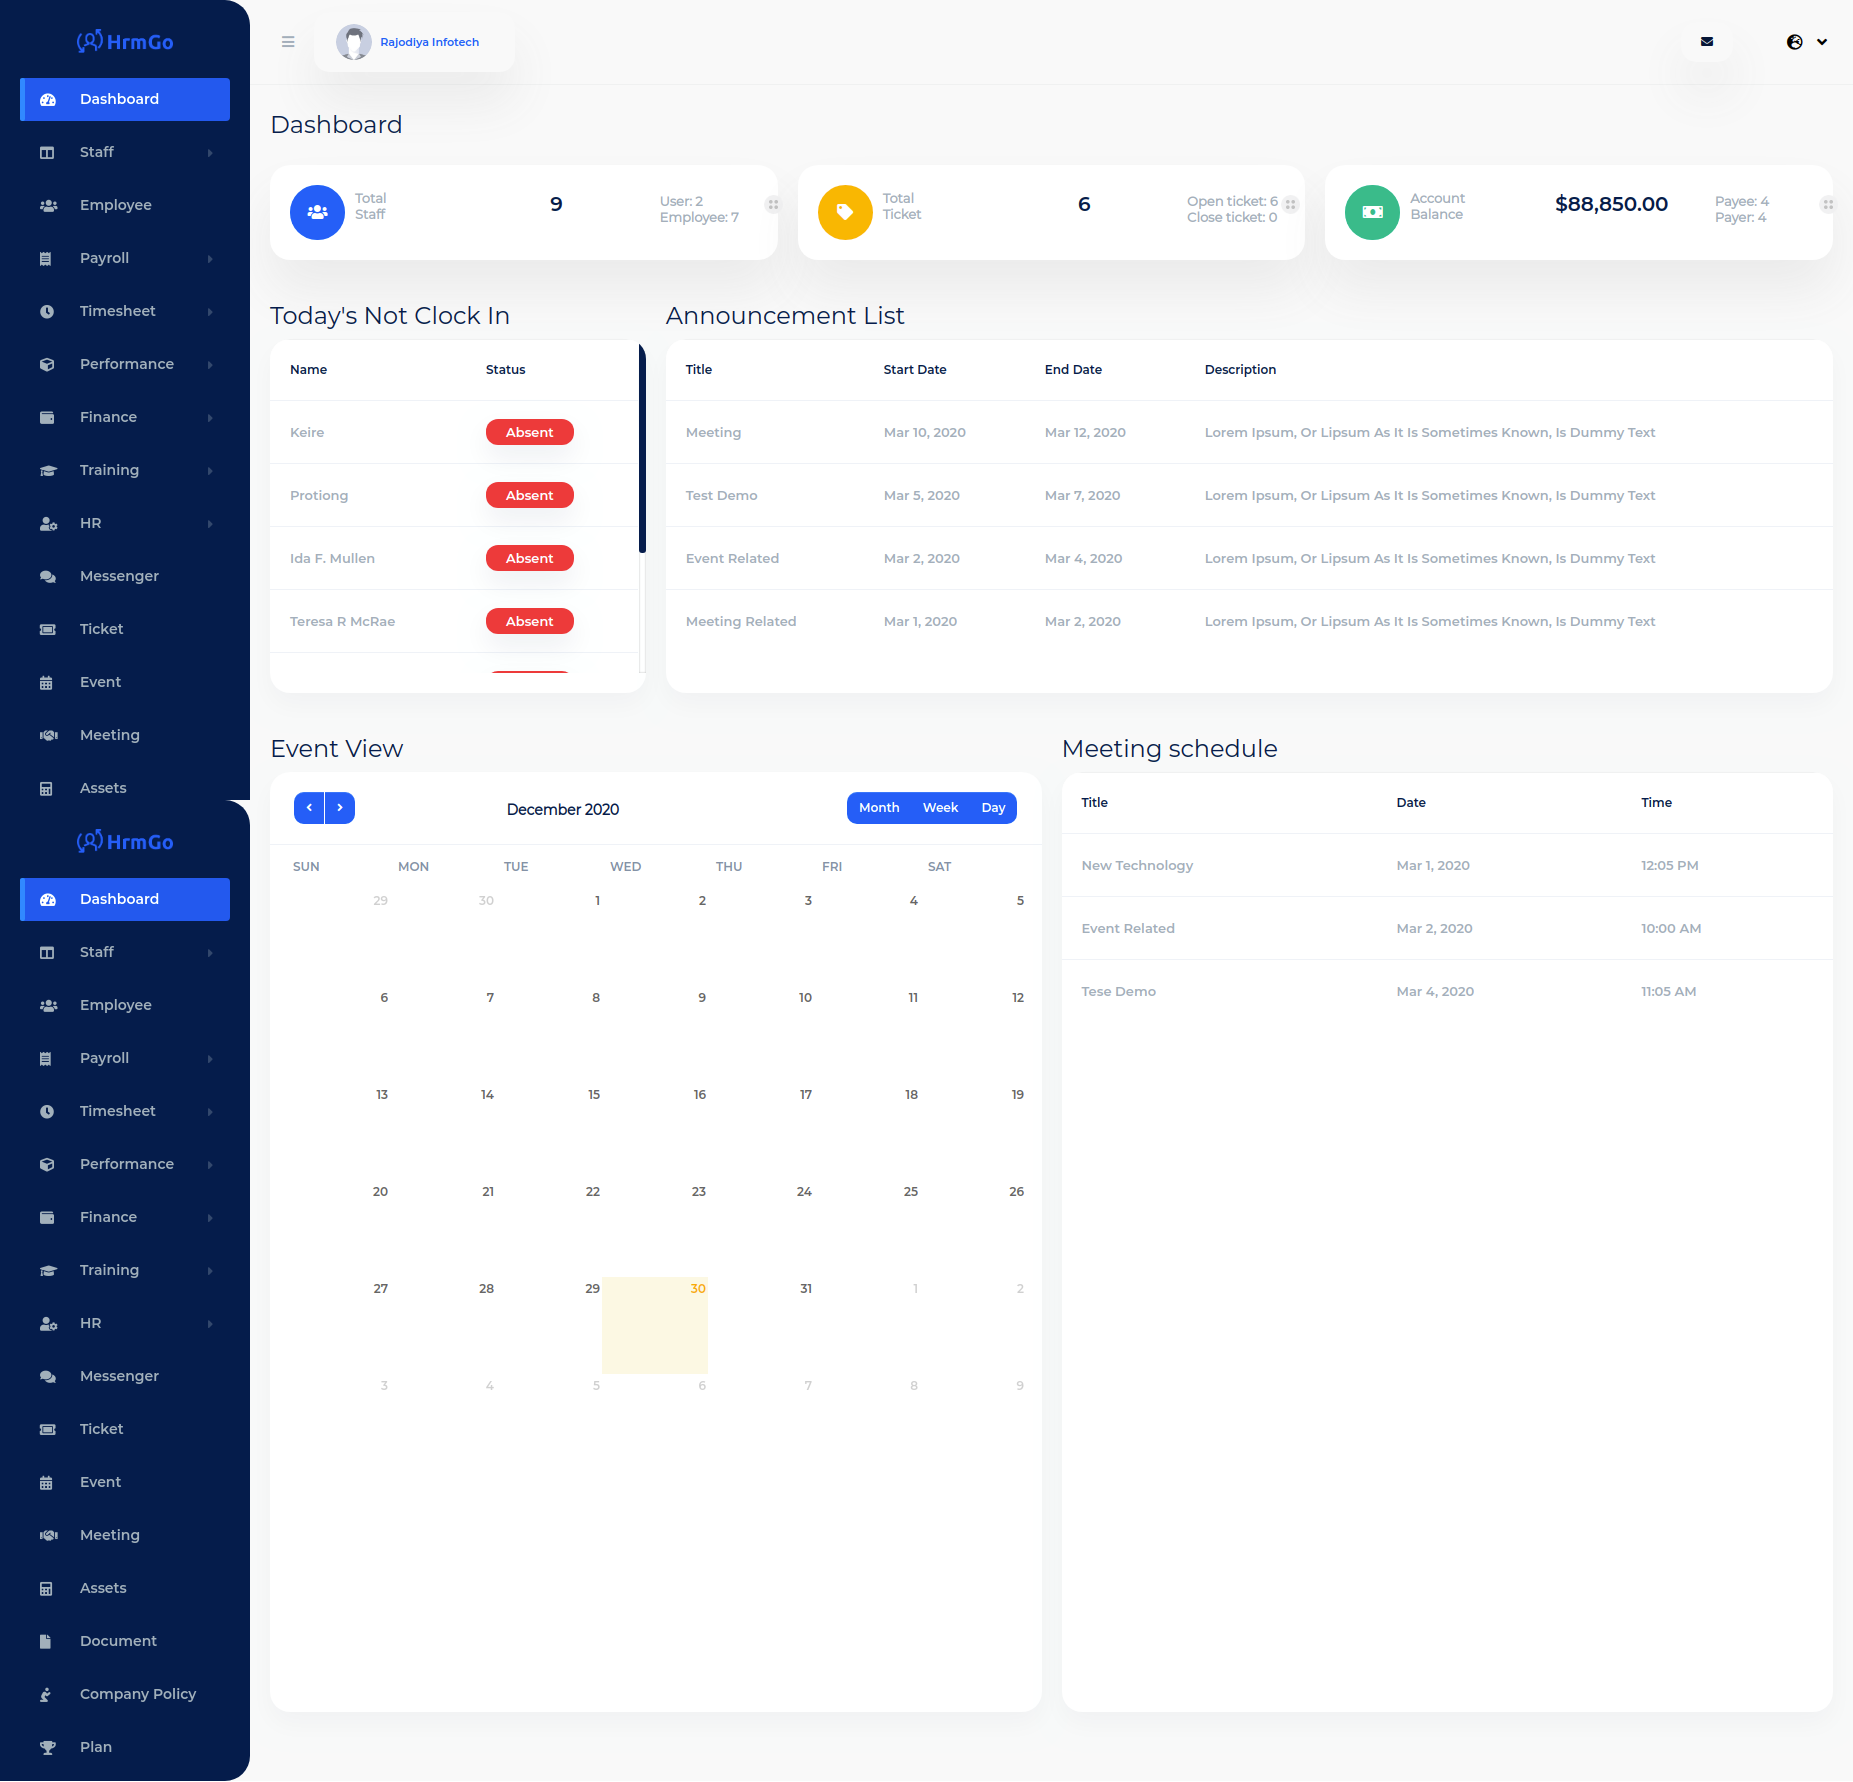 HrmGo
Dashboard
Staff
Employee
Payroll
Timesheet
Performance
Finance
Training
HR
Messenger
Ticket
Event
Meeting
Assets
HrmGo
Dashboard
Staff
Employee
Payroll
Timesheet
Performance
Finance
Training
HR
Messenger
Ticket
Event
Meeting
Assets
Document
Company Policy
Plan
Rajodiya Infotech
Dashboard
Total
Staff
9
User: 2
Employee: 7
Total
Ticket
6
Open ticket: 6
Close ticket: 0
Account
Balance
$88,850.00
Payee: 4
Payer: 4
Today's Not Clock In
Name Status
Keire Absent
Protiong Absent
Ida F. Mullen Absent
Teresa R McRae Absent
Announcement List
Title Start Date End Date Description
Meeting Mar 10, 2020 Mar 12, 2020 Lorem Ipsum, Or Lipsum As It Is Sometimes Known, Is Dummy Text
Test Demo Mar 5, 2020 Mar 7, 2020 Lorem Ipsum, Or Lipsum As It Is Sometimes Known, Is Dummy Text
Event Related Mar 2, 2020 Mar 4, 2020 Lorem Ipsum, Or Lipsum As It Is Sometimes Known, Is Dummy Text
Meeting Related Mar 1, 2020 Mar 2, 2020 Lorem Ipsum, Or Lipsum As It Is Sometimes Known, Is Dummy Text
Event View
December 2020
Month Week Day
SUN MON TUE WED THU FRI SAT
29 30 1 2 3 4 5
6 7 8 9 10 11 12
13 14 15 16 17 18 19
20 21 22 23 24 25 26
27 28 29 30 31 1 2
3 4 5 6 7 8 9
Meeting schedule
Title Date Time
New Technology Mar 1, 2020 12:05 PM
Event Related Mar 2, 2020 10:00 AM
Tese Demo Mar 4, 2020 11:05 AM